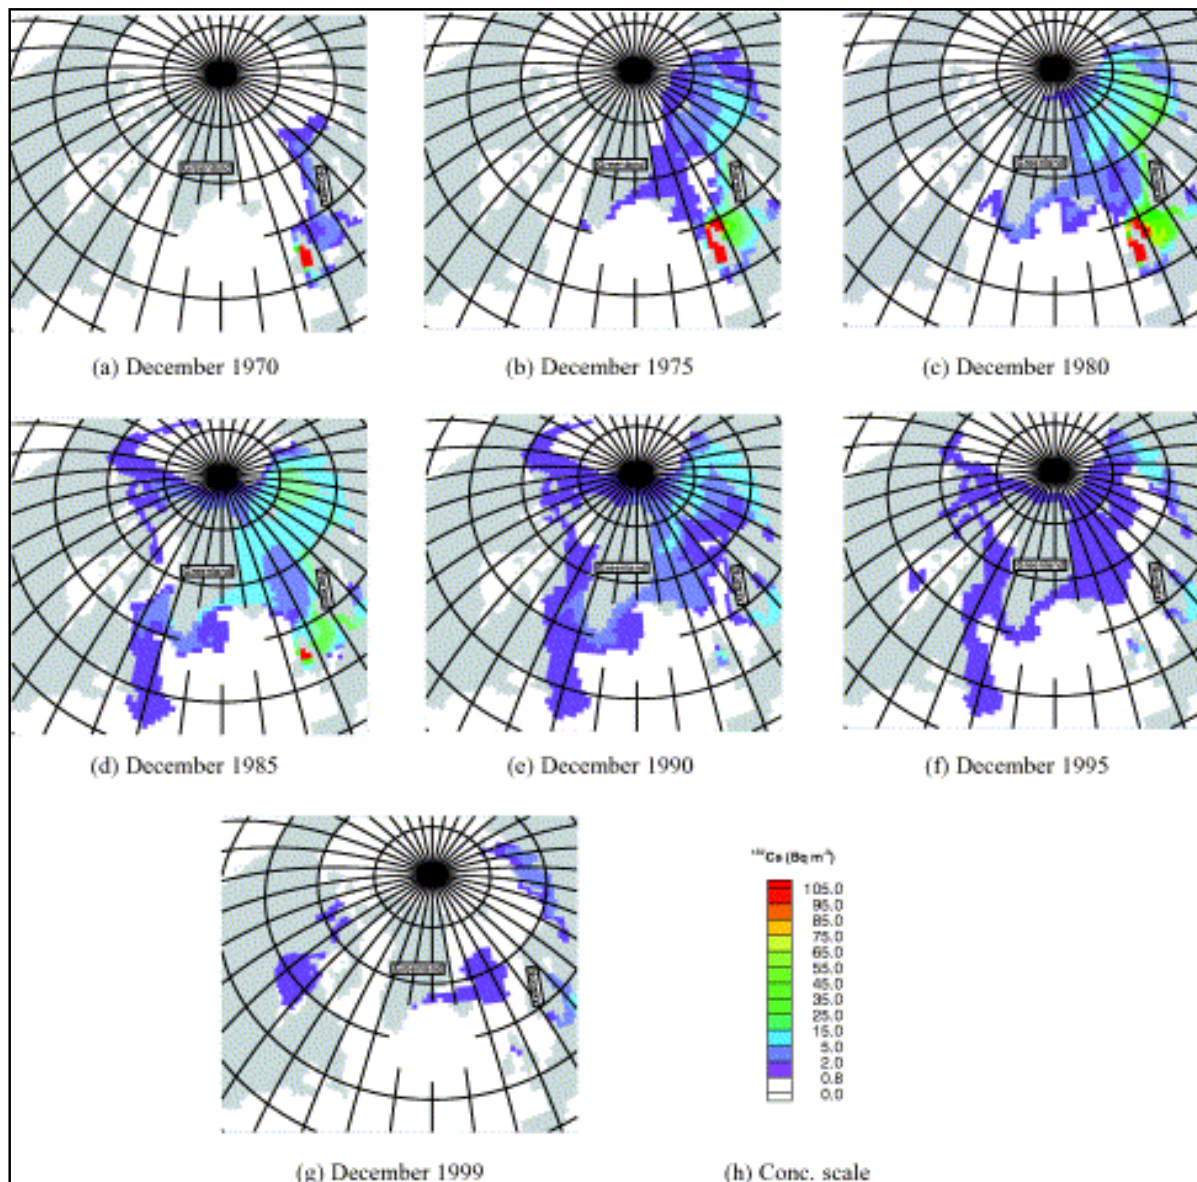 (a) December 1970
(b) December 1975
(c) December 1980
(d) December 1985
(e) December 1990
(f) December 1995
Cs (Bq m⁻³)
105.0
95.0
85.0
75.0
65.0
55.0
45.0
35.0
25.0
15.0
5.0
2.0
0.8
0.0
(g) December 1999
(h) Conc. scale